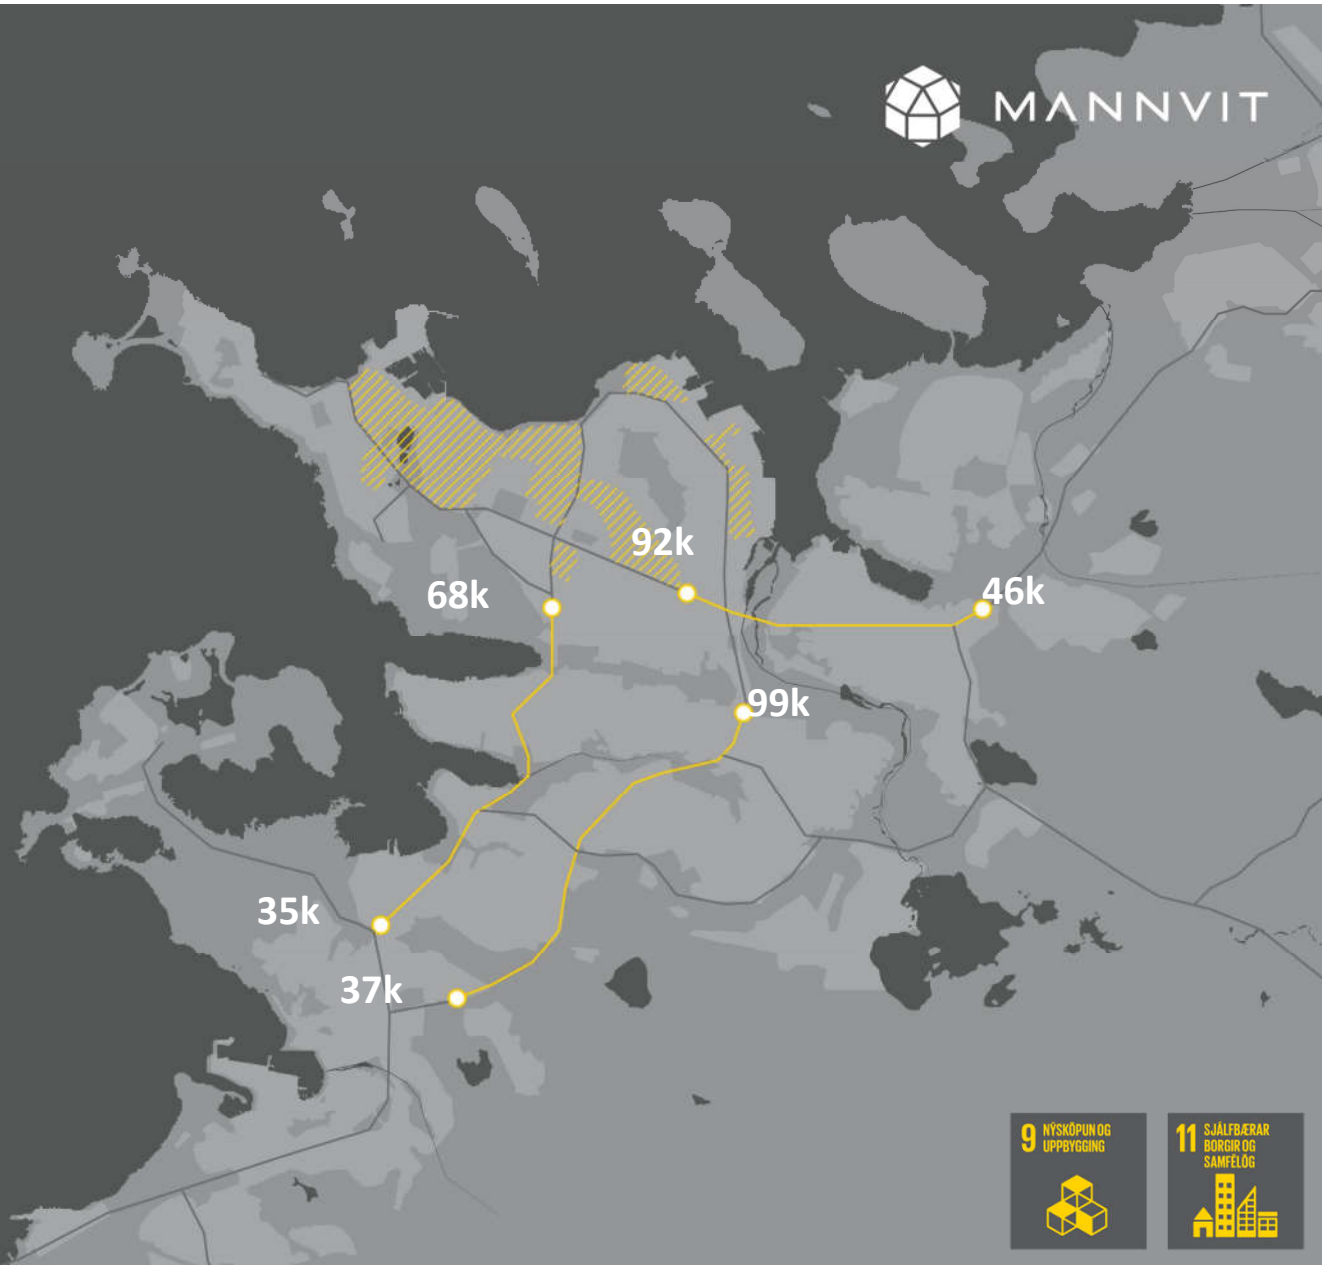 MANNVIT
92k
68k
46k
99k
35k
37k
9 NÝSKÖPUN OG
UPPBYGGING
11 SJÁLFBÆRAR
BORGIR OG
SAMFÉLÖG